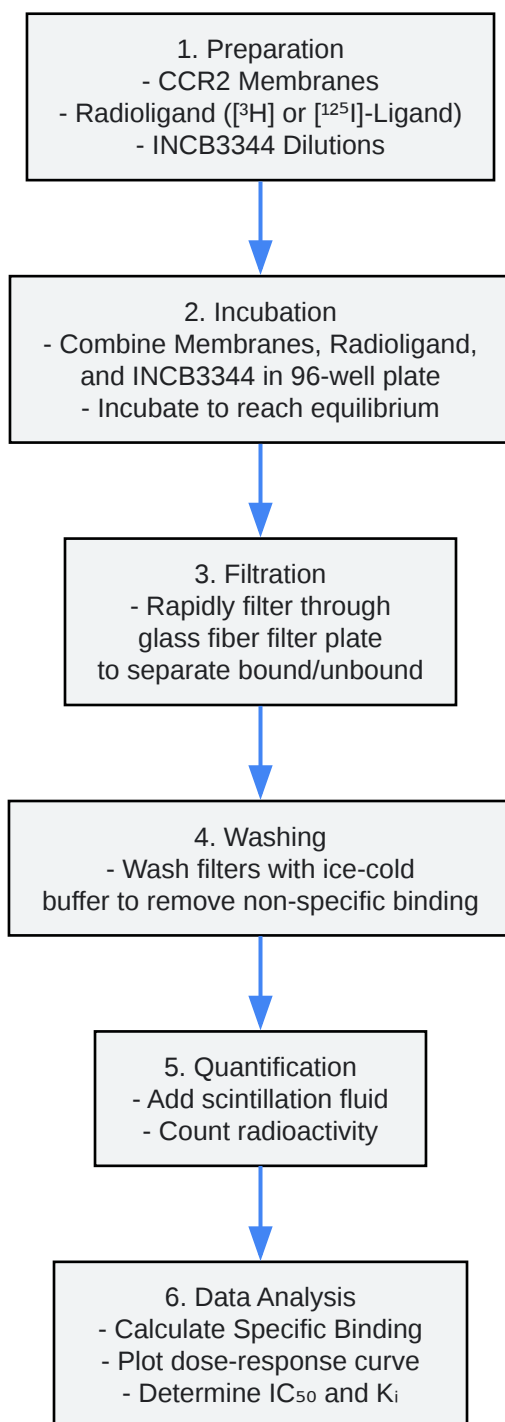 1. Preparation
- CCR2 Membranes
- Radioligand ([³H] or [¹²⁵I]-Ligand)
- INCB3344 Dilutions
2. Incubation
- Combine Membranes, Radioligand,
and INCB3344 in 96-well plate
- Incubate to reach equilibrium
3. Filtration
- Rapidly filter through
glass fiber filter plate
to separate bound/unbound
4. Washing
- Wash filters with ice-cold
buffer to remove non-specific binding
5. Quantification
- Add scintillation fluid
- Count radioactivity
6. Data Analysis
- Calculate Specific Binding
- Plot dose-response curve
- Determine IC₅₀ and Kᵢ